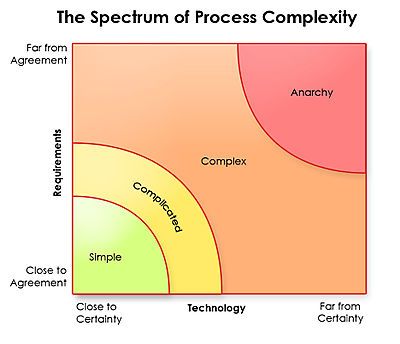 The Spectrum of Process Complexity
Far from
Agreement
Anarchy
Requirements
Complex
Complicated
Simple
Close to
Agreement
Close to
Certainty
Technology
Far from
Certainty